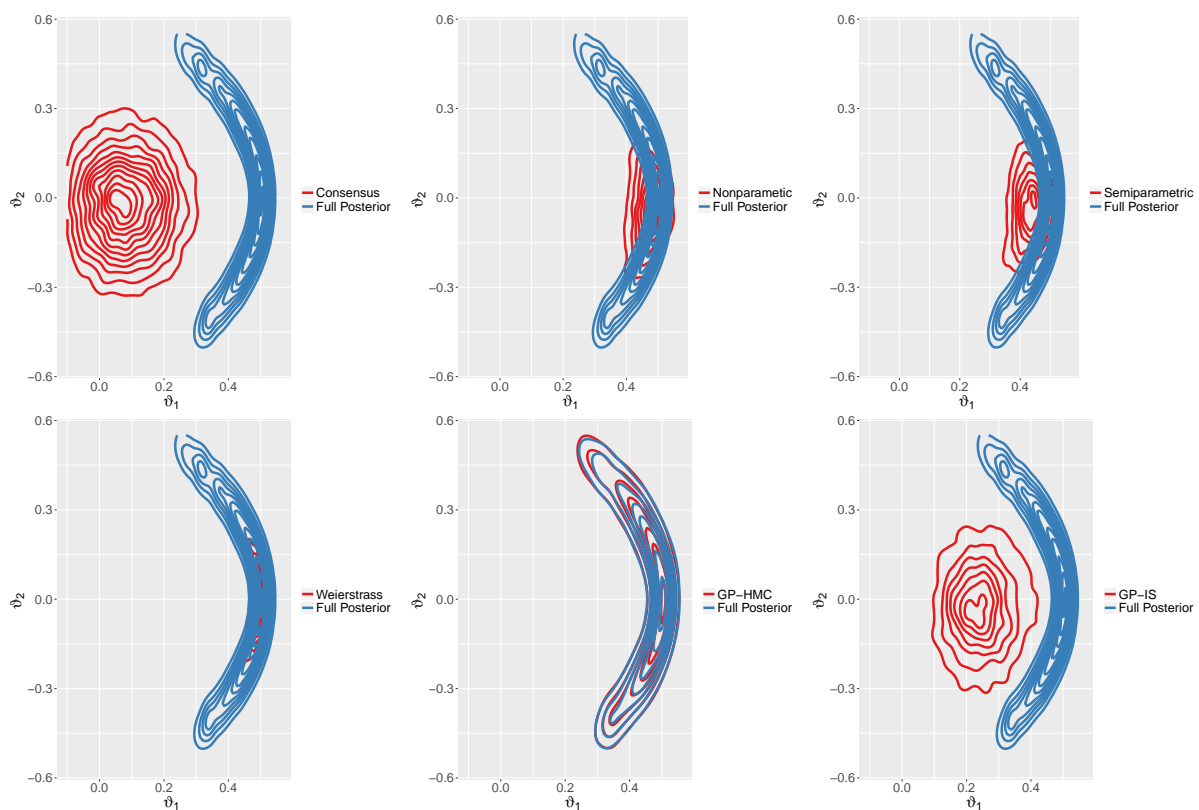 0.6
0.3
0.0
−0.3
−0.6
ϑ2
0.0 0.2 0.4
ϑ1
Consensus
Full Posterior
0.6
0.3
0.0
−0.3
−0.6
ϑ2
0.0 0.2 0.4
ϑ1
Nonparametic
Full Posterior
0.6
0.3
0.0
−0.3
−0.6
ϑ2
0.0 0.2 0.4
ϑ1
Semiparametric
Full Posterior
0.6
0.3
0.0
−0.3
−0.6
ϑ2
0.0 0.2 0.4
ϑ1
Weierstrass
Full Posterior
0.6
0.3
0.0
−0.3
−0.6
ϑ2
0.0 0.2 0.4
ϑ1
GP−HMC
Full Posterior
0.6
0.3
0.0
−0.3
−0.6
ϑ2
0.0 0.2 0.4
ϑ1
GP−IS
Full Posterior